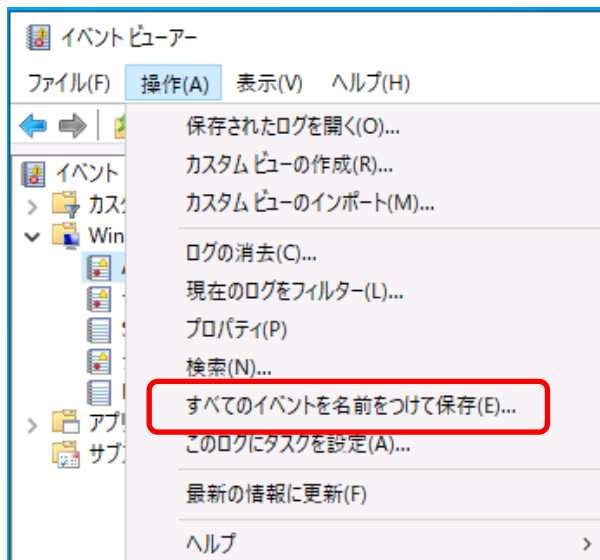 イベント ビューアー
ファイル(F) 操作(A) 表示(V) ヘルプ(H)
保存されたログを開く(O)...
イベント
カスタム ビューの作成(R)...
カスタム ビューのインポート(M)...
Win
ログの消去(C)...
現在のログをフィルター(L)...
プロパティ(P)
検索(N)...
すべてのイベントを名前をつけて保存(E)...
アプリ
このログにタスクを設定(A)...
サブ
最新の情報に更新(F)
ヘルプ